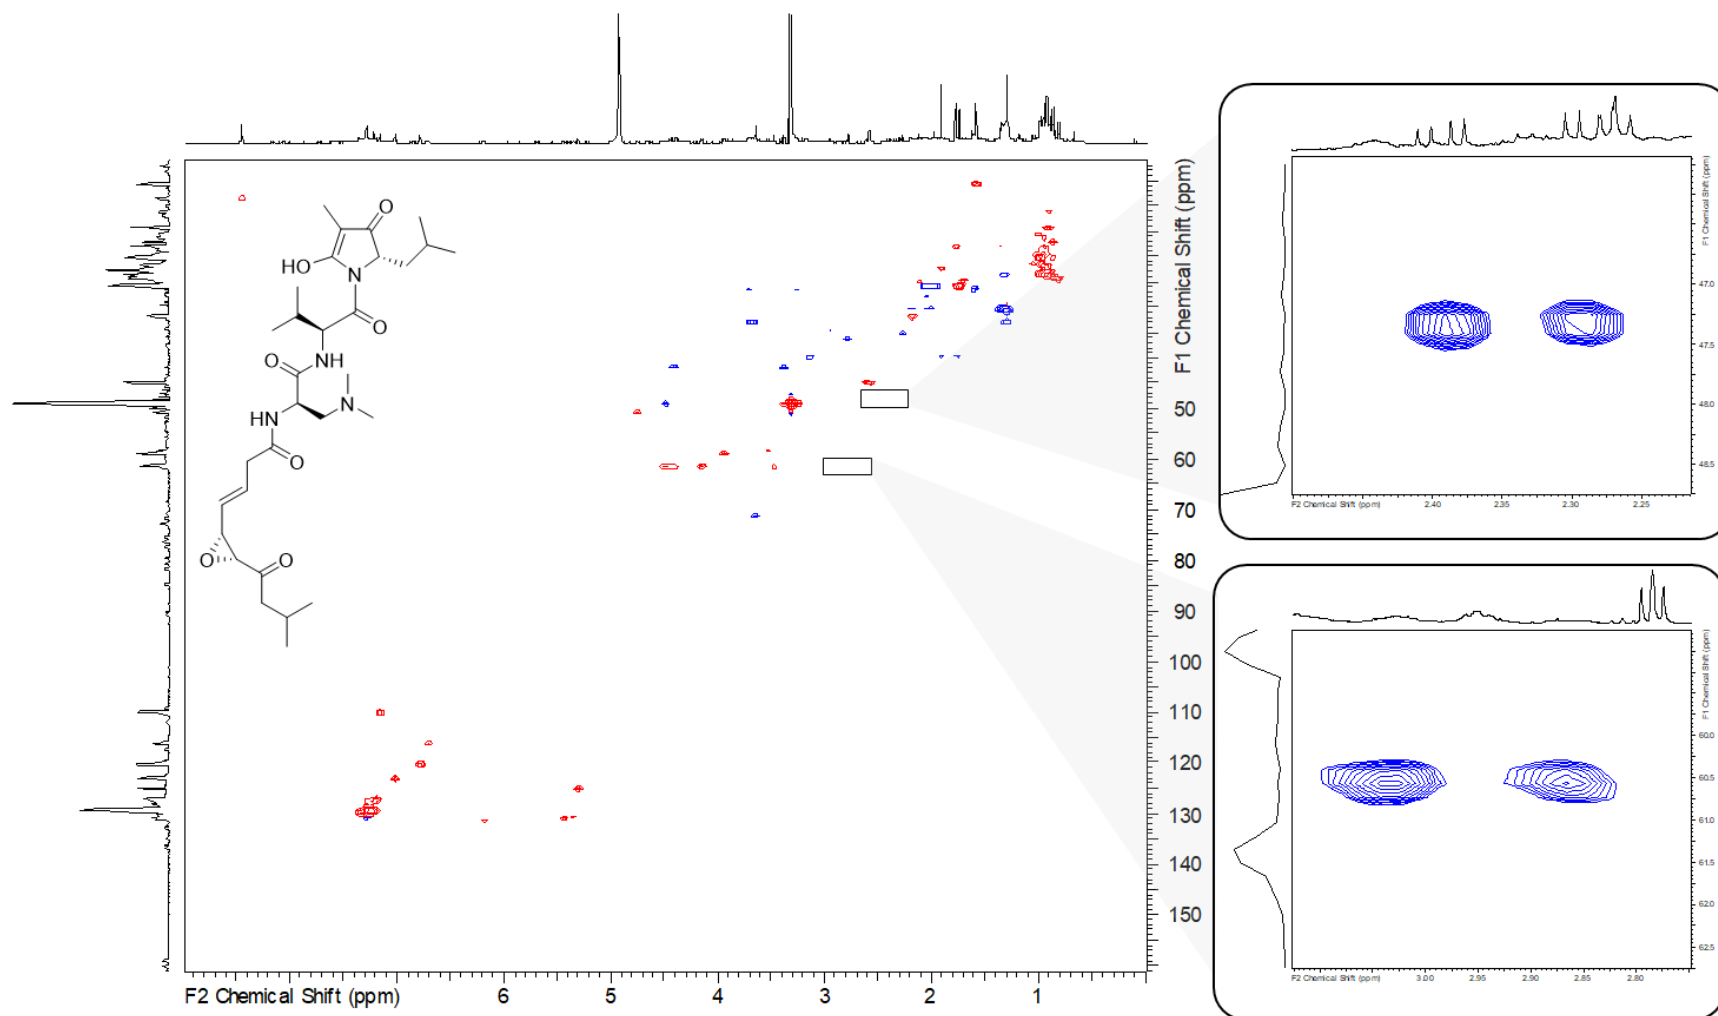 F1 Chemical Shift (ppm)
50
60
70
80
90
100
110
120
130
140
150
6
5
4
3
2
1
F2 Chemical Shift (ppm)
O
HO
N
O
O
NH
HN
N
O
O
O
F1 Chemical Shift (ppm)
47.0
47.5
48.0
48.5
2.40
2.35
2.30
2.25
F2 Chemical Shift (ppm)
F1 Chemical Shift (ppm)
60.0
60.5
61.0
61.5
62.0
62.5
3.00
2.95
2.90
2.85
2.80
F2 Chemical Shift (ppm)